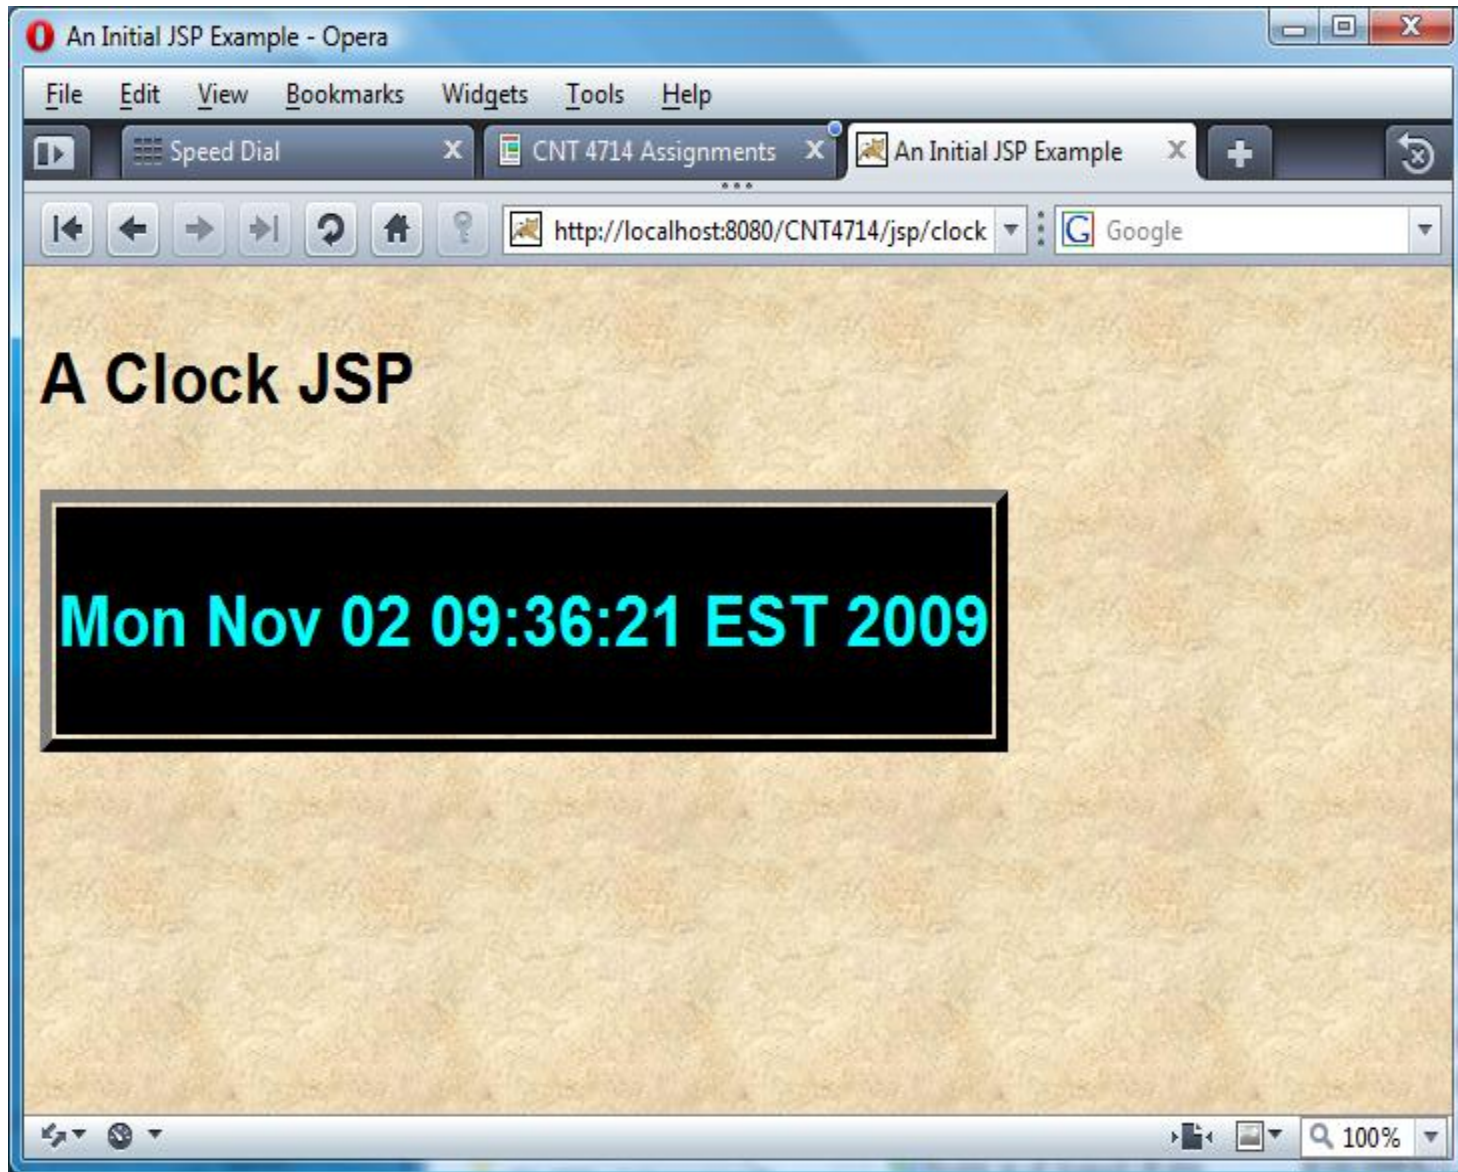 An Initial JSP Example - Opera
File Edit View Bookmarks Widgets Tools Help
Speed Dial X CNT 4714 Assignments X An Initial JSP Example X
http://localhost:8080/CNT4714/jsp/clock Google
A Clock JSP
Mon Nov 02 09:36:21 EST 2009
100%